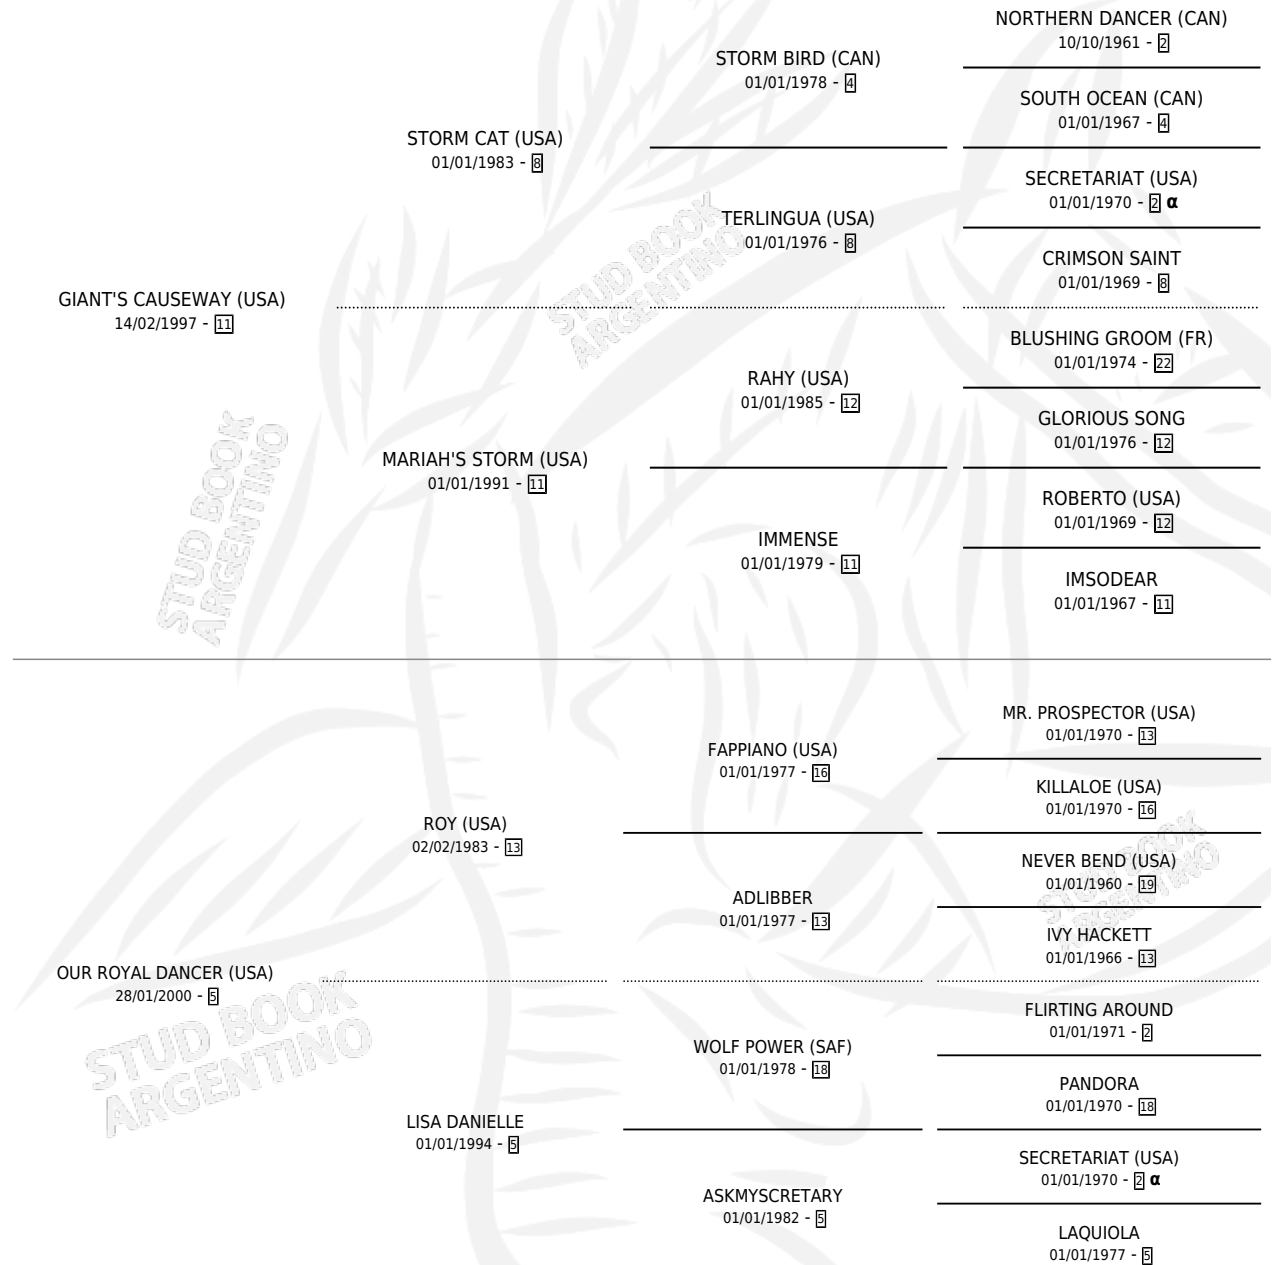 NORTHERN DANCER (CAN)
10/10/1961 - 2
STORM BIRD (CAN)
01/01/1978 - 4
SOUTH OCEAN (CAN)
01/01/1967 - 4
STORM CAT (USA)
01/01/1983 - 8
SECRETARIAT (USA)
01/01/1970 - 2 α
TERLINGUA (USA)
01/01/1976 - 8
CRIMSON SAINT
01/01/1969 - 8
GIANT'S CAUSEWAY (USA)
14/02/1997 - 11
BLUSHING GROOM (FR)
01/01/1974 - 22
RAHY (USA)
01/01/1985 - 12
GLORIOUS SONG
01/01/1976 - 12
MARIAH'S STORM (USA)
01/01/1991 - 11
ROBERTO (USA)
01/01/1969 - 12
IMMENSE
01/01/1979 - 11
IMSODEAR
01/01/1967 - 11
MR. PROSPECTOR (USA)
01/01/1970 - 13
FAPPIANO (USA)
01/01/1977 - 16
KILLALOE (USA)
01/01/1970 - 16
ROY (USA)
02/02/1983 - 13
NEVER BEND (USA)
01/01/1960 - 19
ADLIBBER
01/01/1977 - 13
IVY HACKETT
01/01/1966 - 13
OUR ROYAL DANCER (USA)
28/01/2000 - 5
FLIRTING AROUND
01/01/1971 - 2
WOLF POWER (SAF)
01/01/1978 - 18
PANDORA
01/01/1970 - 18
LISA DANIELLE
01/01/1994 - 5
SECRETARIAT (USA)
01/01/1970 - 2 α
ASKMYSCRETARY
01/01/1982 - 5
LAQUIOLA
01/01/1977 - 5
STUD BOOK
ARGENTINO
STUD BOOK
ARGENTINO
STUD BOOK
ARGENTINO
STUD BOOK
ARGENTINO